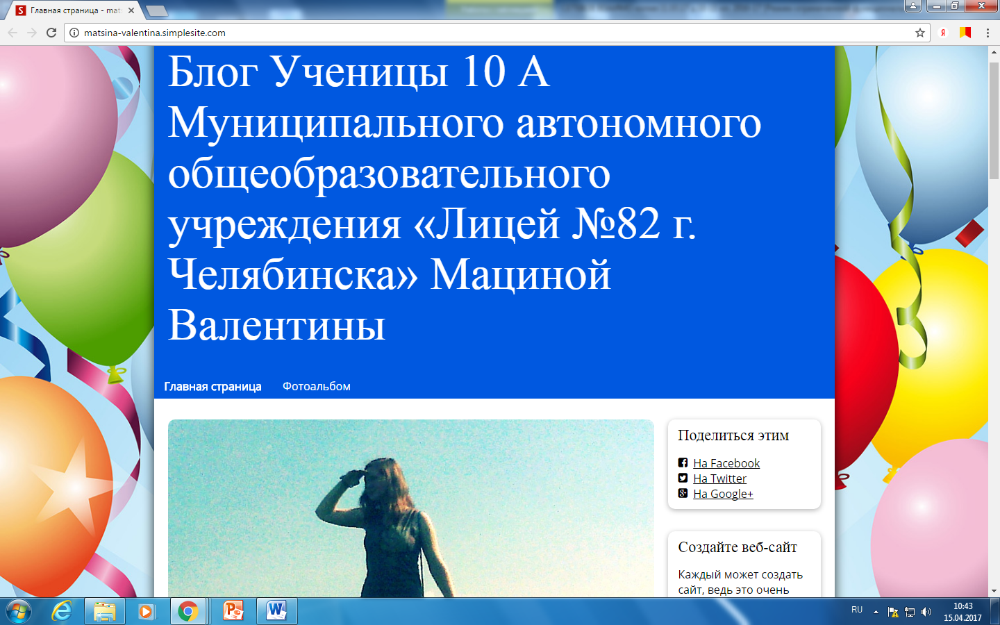 Главная страница - mat
matsina-valentina.simplesite.com
Блог Ученицы 10 А
Муниципального автономного
общеобразовательного
учреждения «Лицей №82 г.
Челябинска» Мациной
Валентины
Главная страница Фотоальбом
Поделиться этим
На Facebook
На Twitter
На Google+
Создайте веб-сайт
Каждый может создать
сайт, ведь это очень
RU
10:43
15.04.2017